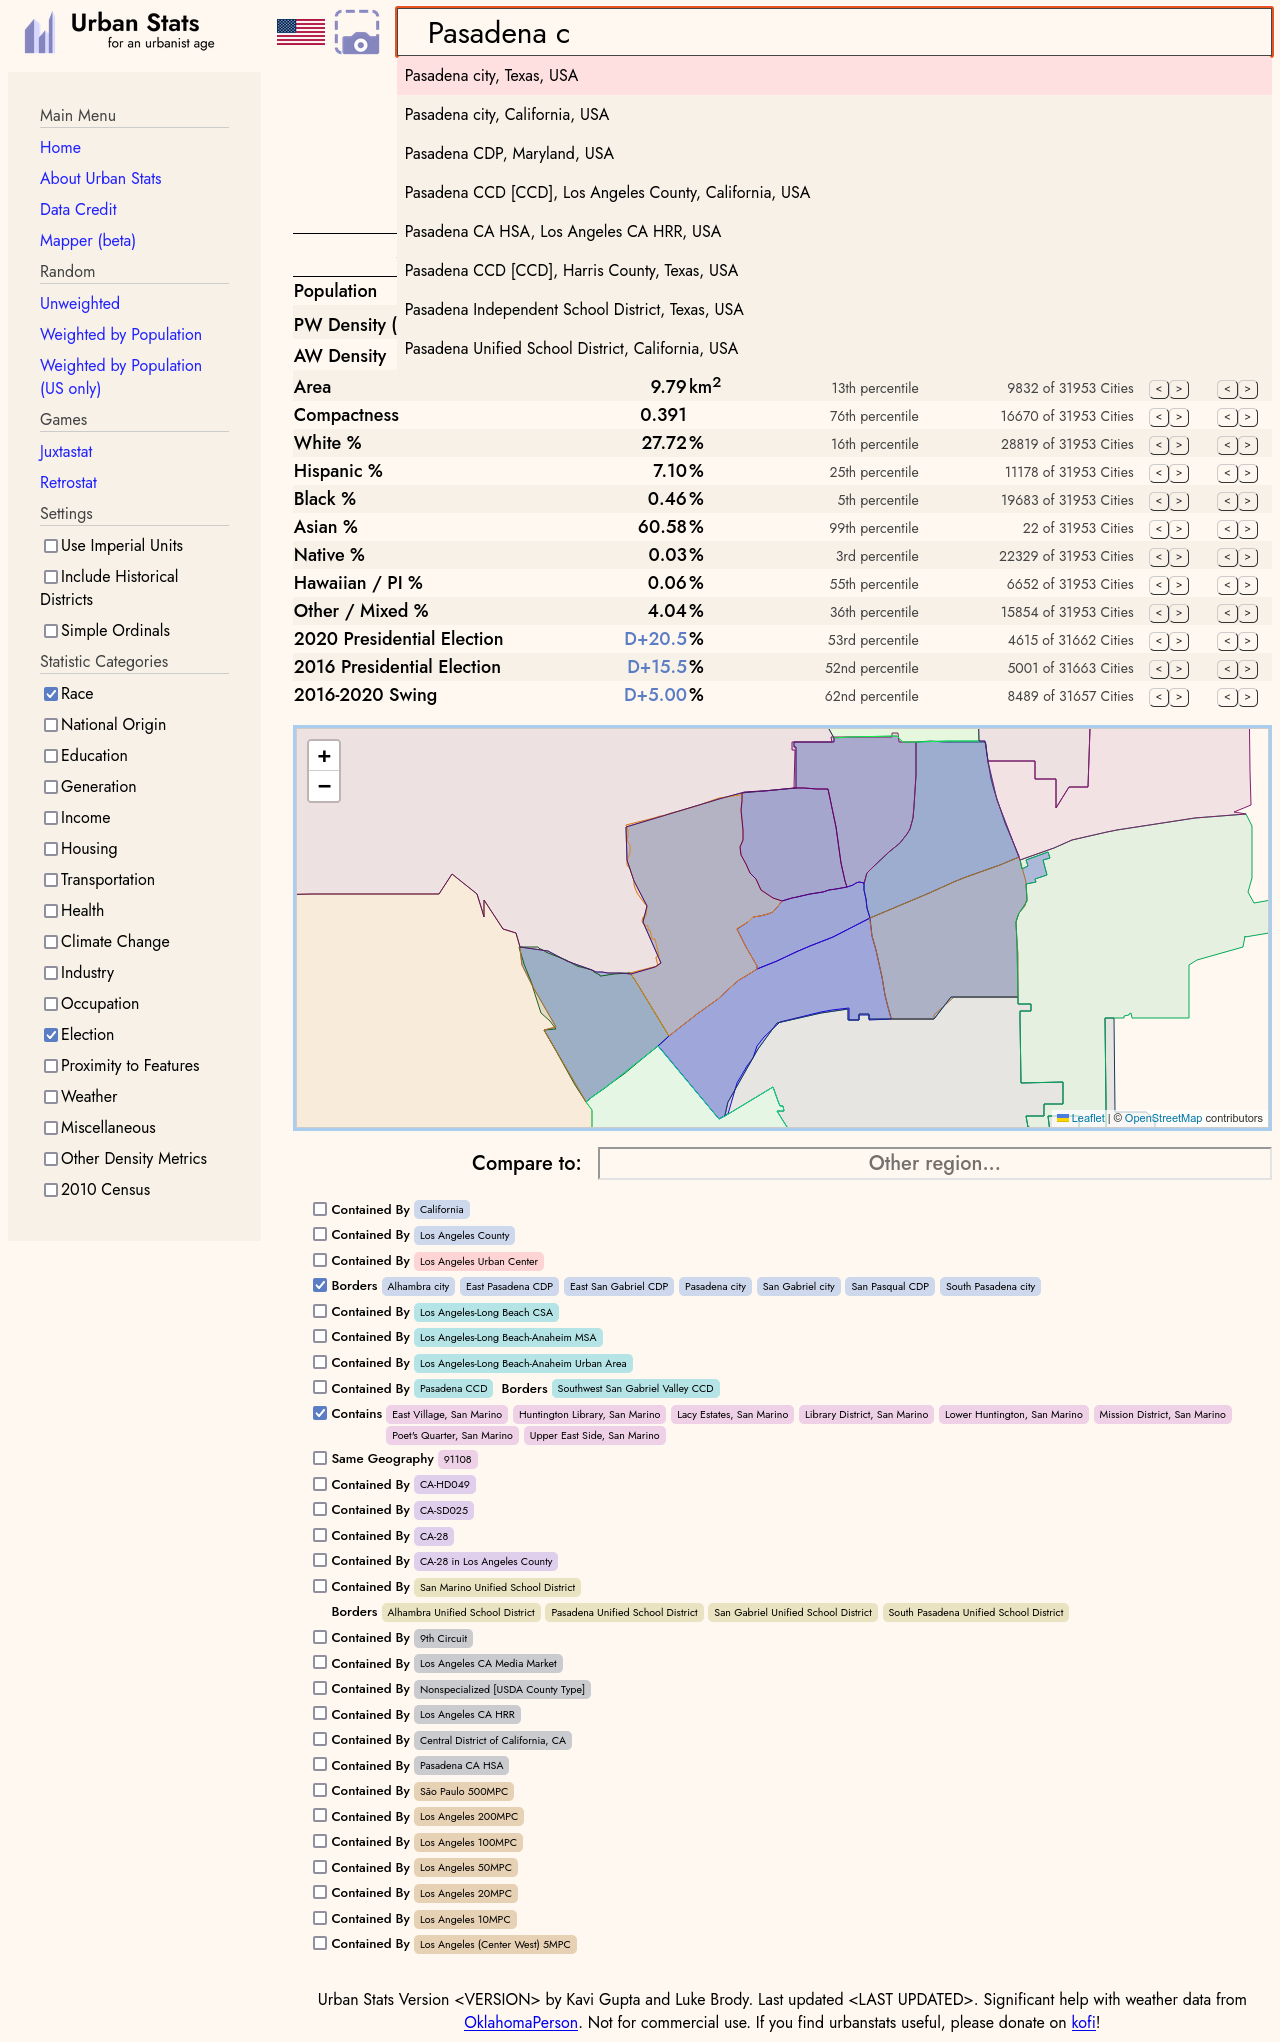 Urban Stats
for an urbanist age
Pasadena c
Pasadena city, Texas, USA
Pasadena city, California, USA
Pasadena CDP, Maryland, USA
Pasadena CCD [CCD], Los Angeles County, California, USA
Pasadena CA HSA, Los Angeles CA HRR, USA
Pasadena CCD [CCD], Harris County, Texas, USA
Pasadena Independent School District, Texas, USA
Pasadena Unified School District, California, USA
Main Menu
Home
About Urban Stats
Data Credit
Mapper (beta)
Random
Unweighted
Weighted by Population
Weighted by Population
(US only)
Games
Juxtastat
Retrostat
Settings
Use Imperial Units
Include Historical
Districts
Simple Ordinals
Statistic Categories
Race
National Origin
Education
Generation
Income
Housing
Transportation
Health
Climate Change
Industry
Occupation
Election
Proximity to Features
Weather
Miscellaneous
Other Density Metrics
2010 Census
Population
PW Density (
AW Density
Area 9.79 km² 13th percentile 9832 of 31953 Cities < > < >
Compactness 0.391 76th percentile 16670 of 31953 Cities < > < >
White % 27.72 % 16th percentile 28819 of 31953 Cities < > < >
Hispanic % 7.10 % 25th percentile 11178 of 31953 Cities < > < >
Black % 0.46 % 5th percentile 19683 of 31953 Cities < > < >
Asian % 60.58 % 99th percentile 22 of 31953 Cities < > < >
Native % 0.03 % 3rd percentile 22329 of 31953 Cities < > < >
Hawaiian / PI % 0.06 % 55th percentile 6652 of 31953 Cities < > < >
Other / Mixed % 4.04 % 36th percentile 15854 of 31953 Cities < > < >
2020 Presidential Election D+20.5 % 53rd percentile 4615 of 31662 Cities < > < >
2016 Presidential Election D+15.5 % 52nd percentile 5001 of 31663 Cities < > < >
2016-2020 Swing D+5.00 % 62nd percentile 8489 of 31657 Cities < > < >
+
−
Leaflet | © OpenStreetMap contributors
Compare to: Other region...
Contained By California
Contained By Los Angeles County
Contained By Los Angeles Urban Center
Borders Alhambra city East Pasadena CDP East San Gabriel CDP Pasadena city San Gabriel city San Pasqual CDP South Pasadena city
Contained By Los Angeles-Long Beach CSA
Contained By Los Angeles-Long Beach-Anaheim MSA
Contained By Los Angeles-Long Beach-Anaheim Urban Area
Contained By Pasadena CCD Borders Southwest San Gabriel Valley CCD
Contains East Village, San Marino Huntington Library, San Marino Lacy Estates, San Marino Library District, San Marino Lower Huntington, San Marino Mission District, San Marino
Poet's Quarter, San Marino Upper East Side, San Marino
Same Geography 91108
Contained By CA-HD049
Contained By CA-SD025
Contained By CA-28
Contained By CA-28 in Los Angeles County
Contained By San Marino Unified School District
Borders Alhambra Unified School District Pasadena Unified School District San Gabriel Unified School District South Pasadena Unified School District
Contained By 9th Circuit
Contained By Los Angeles CA Media Market
Contained By Nonspecialized [USDA County Type]
Contained By Los Angeles CA HRR
Contained By Central District of California, CA
Contained By Pasadena CA HSA
Contained By São Paulo 500MPC
Contained By Los Angeles 200MPC
Contained By Los Angeles 100MPC
Contained By Los Angeles 50MPC
Contained By Los Angeles 20MPC
Contained By Los Angeles 10MPC
Contained By Los Angeles (Center West) 5MPC
Urban Stats Version <VERSION> by Kavi Gupta and Luke Brody. Last updated <LAST UPDATED>. Significant help with weather data from
OklahomaPerson. Not for commercial use. If you find urbanstats useful, please donate on kofi!